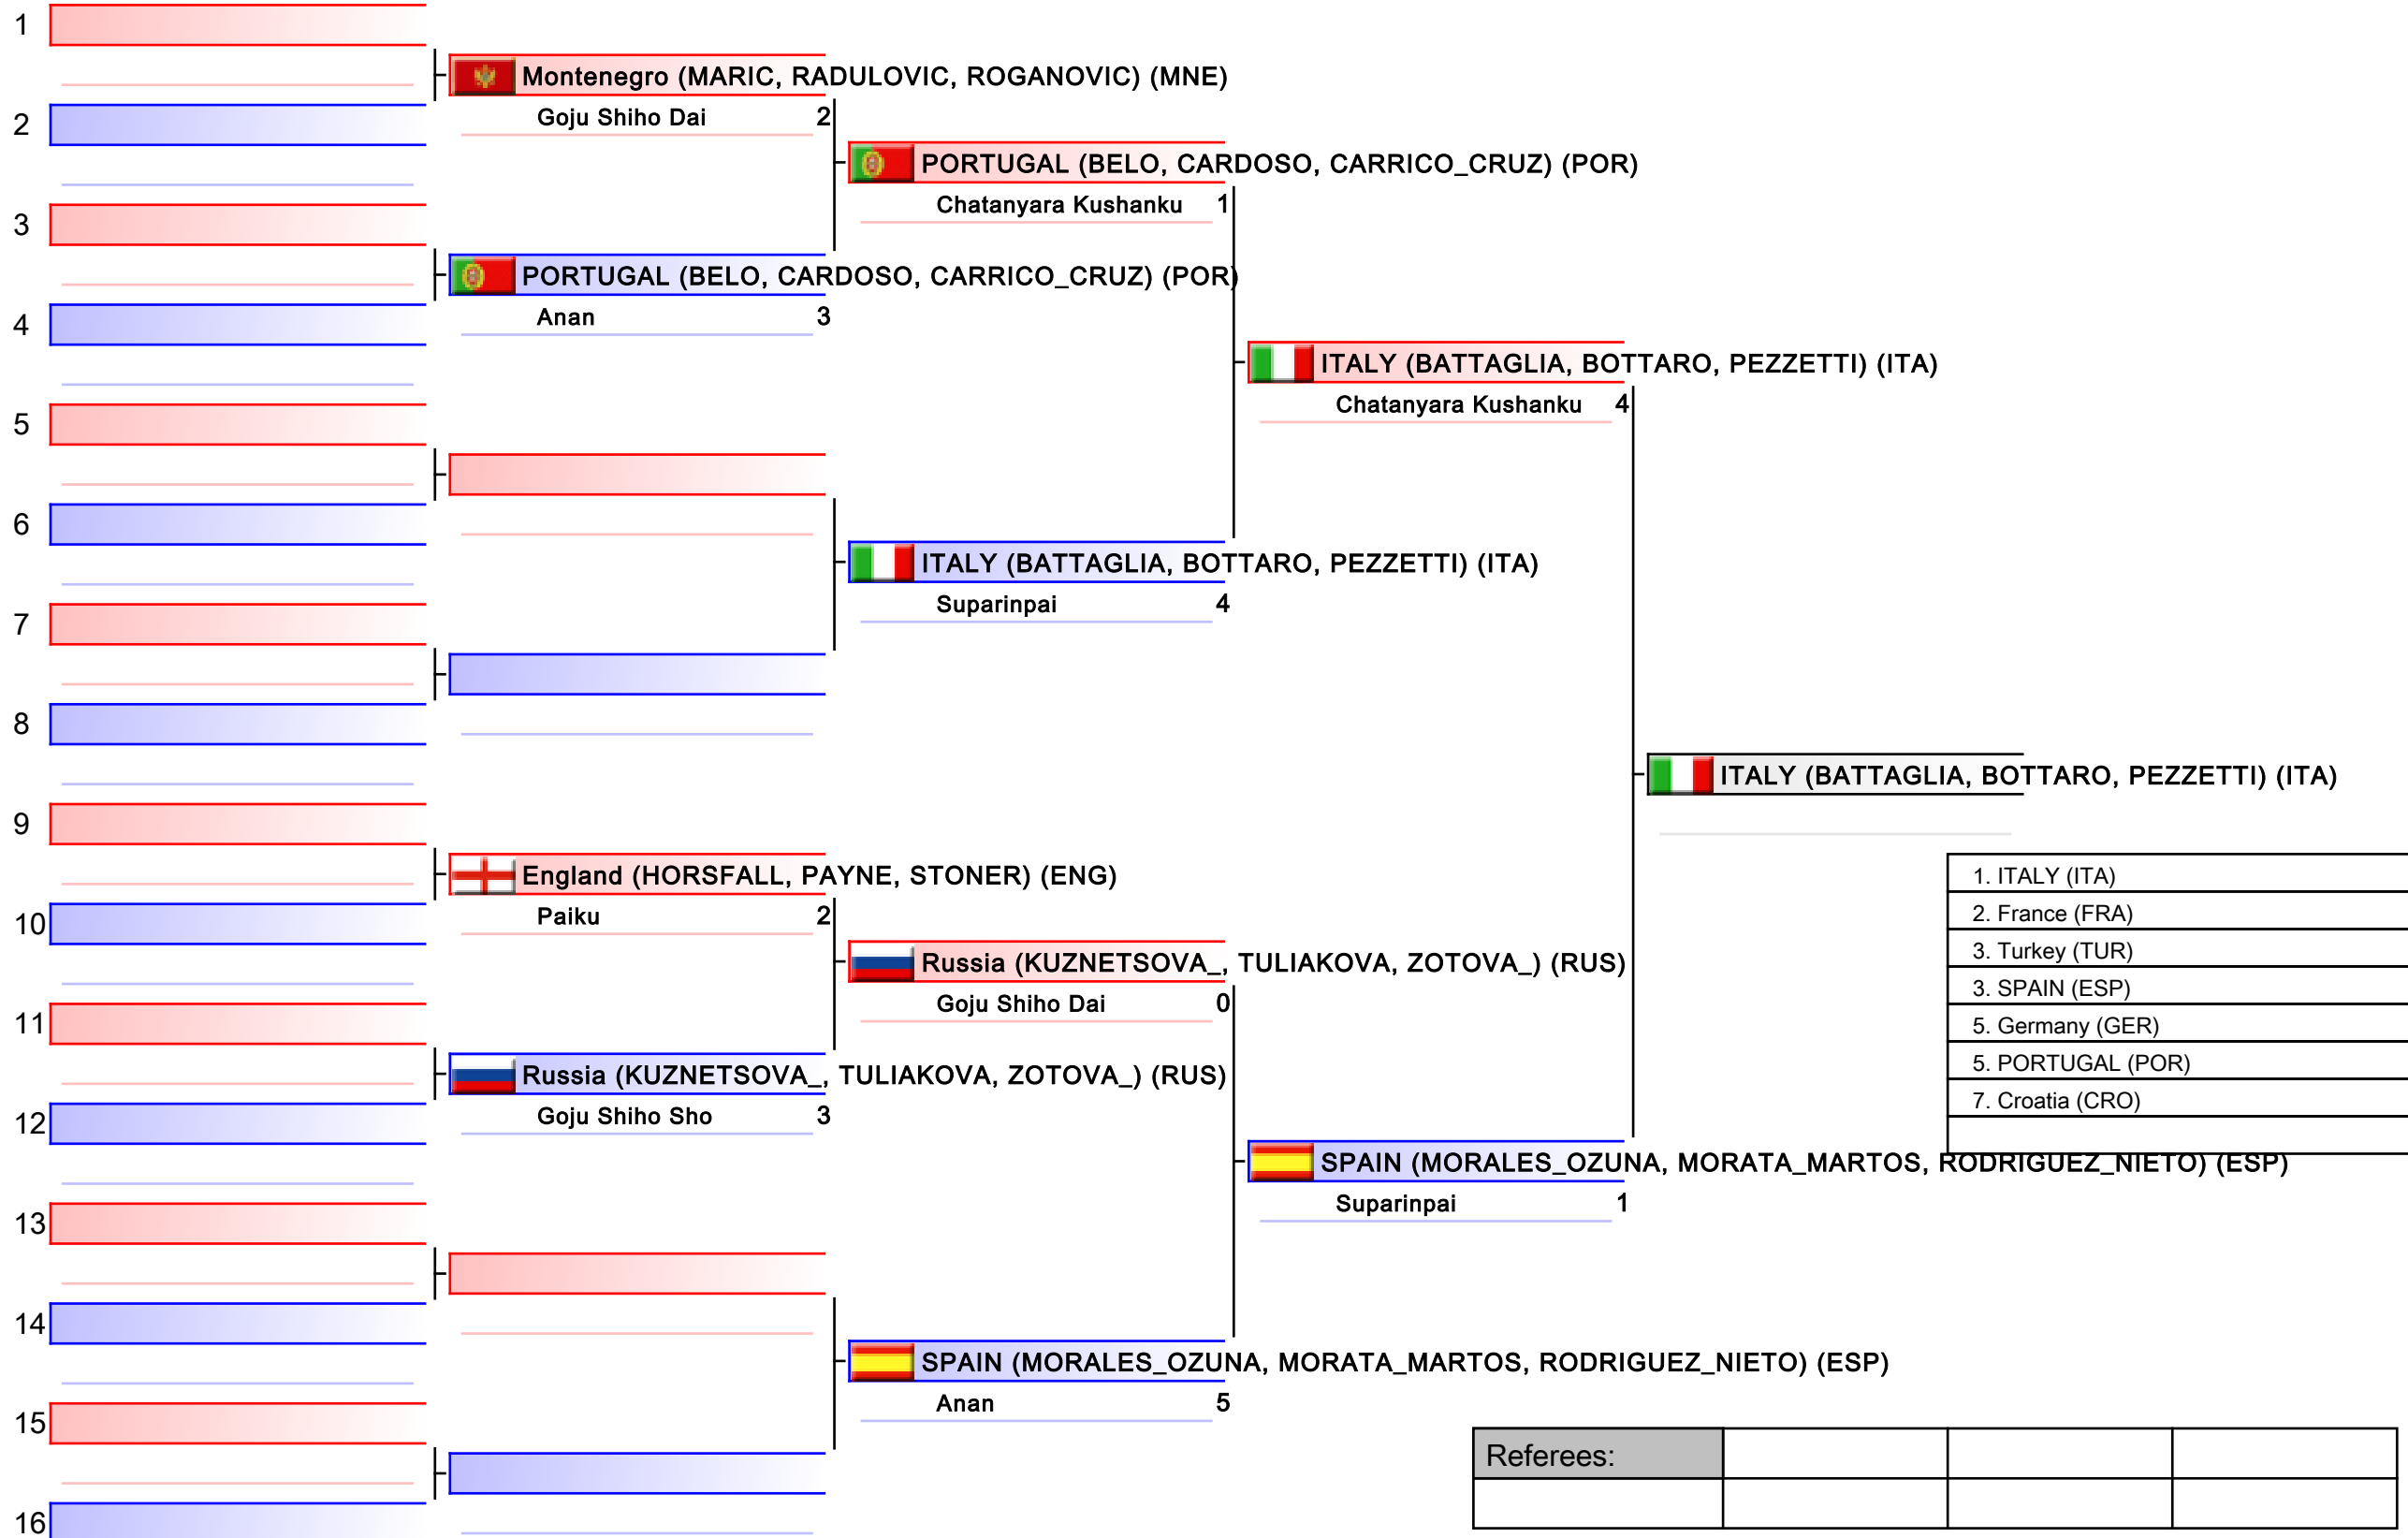 1
Montenegro (MARIC, RADULOVIC, ROGANOVIC) (MNE)
Goju Shiho Dai 2
2
PORTUGAL (BELO, CARDOSO, CARRICO_CRUZ) (POR)
Chatanyara Kushanku 1
3
PORTUGAL (BELO, CARDOSO, CARRICO_CRUZ) (POR)
Anan 3
4
ITALY (BATTAGLIA, BOTTARO, PEZZETTI) (ITA)
Chatanyara Kushanku 4
5
6
ITALY (BATTAGLIA, BOTTARO, PEZZETTI) (ITA)
Suparinpai 4
7
8
ITALY (BATTAGLIA, BOTTARO, PEZZETTI) (ITA)
9
England (HORSFALL, PAYNE, STONER) (ENG)
Paiku 2
10
Russia (KUZNETSOVA_, TULIAKOVA, ZOTOVA_) (RUS)
Goju Shiho Dai 0
11
Russia (KUZNETSOVA_, TULIAKOVA, ZOTOVA_) (RUS)
Goju Shiho Sho 3
12
1. ITALY (ITA)
2. France (FRA)
3. Turkey (TUR)
3. SPAIN (ESP)
5. Germany (GER)
5. PORTUGAL (POR)
7. Croatia (CRO)
SPAIN (MORALES_OZUNA, MORATA_MARTOS, RODRIGUEZ_NIETO) (ESP)
Suparinpai 1
13
14
SPAIN (MORALES_OZUNA, MORATA_MARTOS, RODRIGUEZ_NIETO) (ESP)
Anan 5
15
16
Referees: